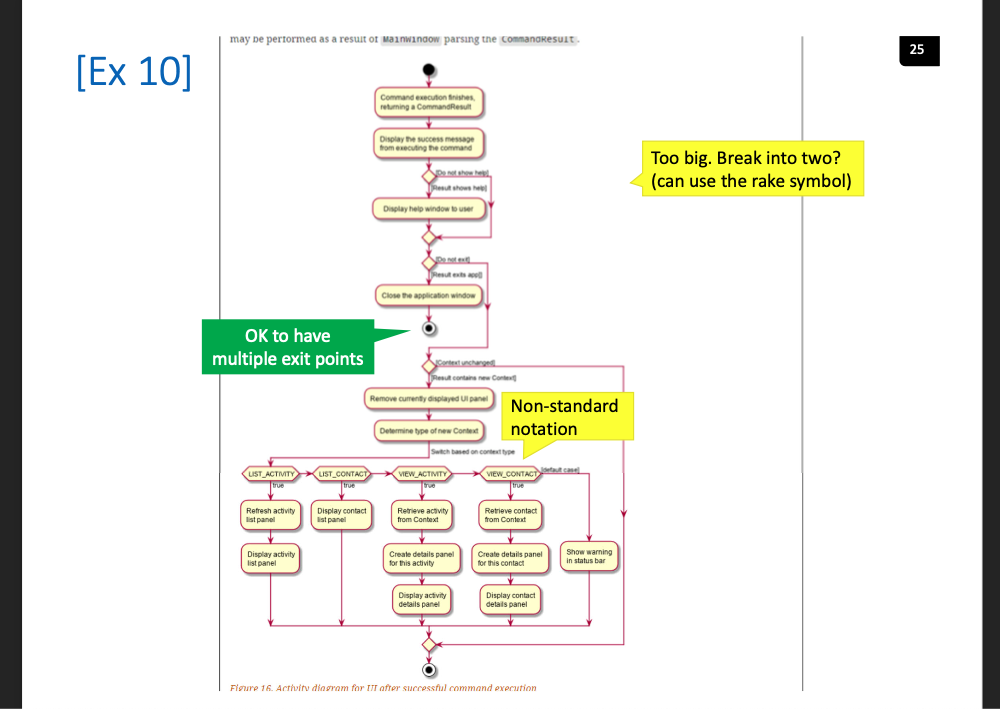 [Ex 10]
25
may be performed as a result of MainWindow parsing the CommandResult.
Command execution finishes,
returning a CommandResult
Display the success message
from executing the command
[Do not show help]
[Result shows help]
Display help window to user
[Do not exit]
[Result exits app]
Close the application window
Too big. Break into two?
(can use the rake symbol)
OK to have
multiple exit points
[Context unchanged]
[Result contains new Context]
Remove currently displayed UI panel
Determine type of new Context
Non-standard
notation
Switch based on context type
LIST_ACTIVITY
LIST_CONTACT
VIEW_ACTIVITY
VIEW_CONTACT
[default case]
true
true
true
true
Refresh activity
list panel
Display contact
list panel
Retrieve activity
from Context
Retrieve contact
from Context
Display activity
list panel
Create details panel
for this activity
Create details panel
for this contact
Show warning
in status bar
Display activity
details panel
Display contact
details panel
Figure 16. Activity diagram for UI after successful command execution